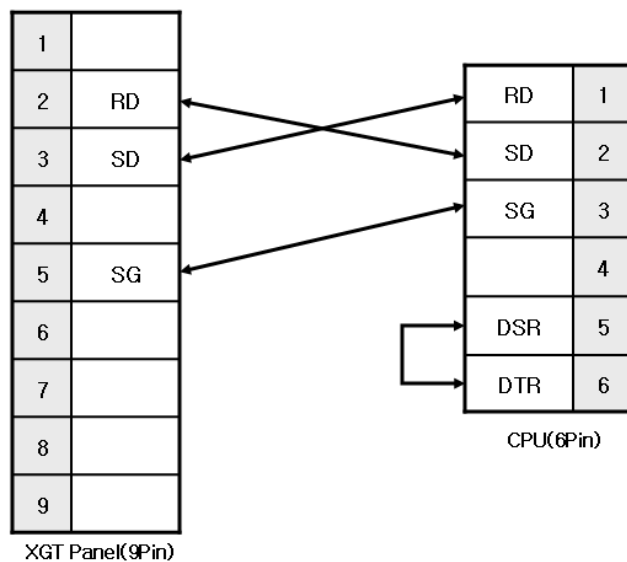 1
2 RD
3 SD
4
5 SG
6
7
8
9
XGT Panel(9Pin)
RD 1
SD 2
SG 3
4
DSR 5
DTR 6
CPU(6Pin)